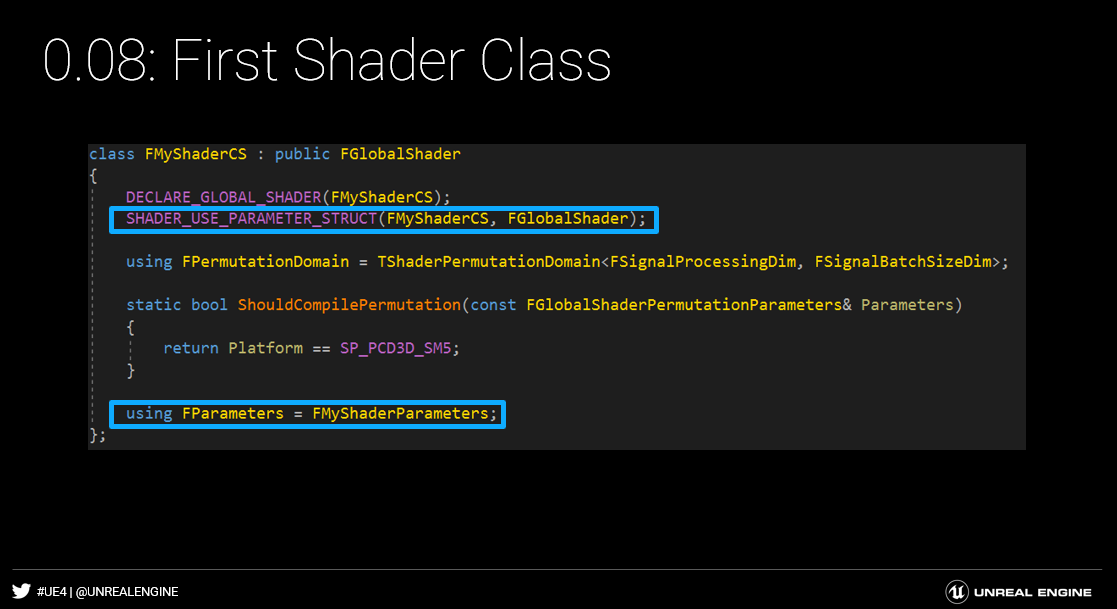 0.08: First Shader Class
class FMyShaderCS : public FGlobalShader
{
DECLARE_GLOBAL_SHADER(FMyShaderCS);
SHADER_USE_PARAMETER_STRUCT(FMyShaderCS, FGlobalShader);
using FPermutationDomain = TShaderPermutationDomain<FSignalProcessingDim, FSignalBatchSizeDim>;
static bool ShouldCompilePermutation(const FGlobalShaderPermutationParameters& Parameters)
{
return Platform == SP_PCD3D_SM5;
}
using FParameters = FMyShaderParameters;
};
#UE4 | @UNREALENGINE
UNREAL ENGINE